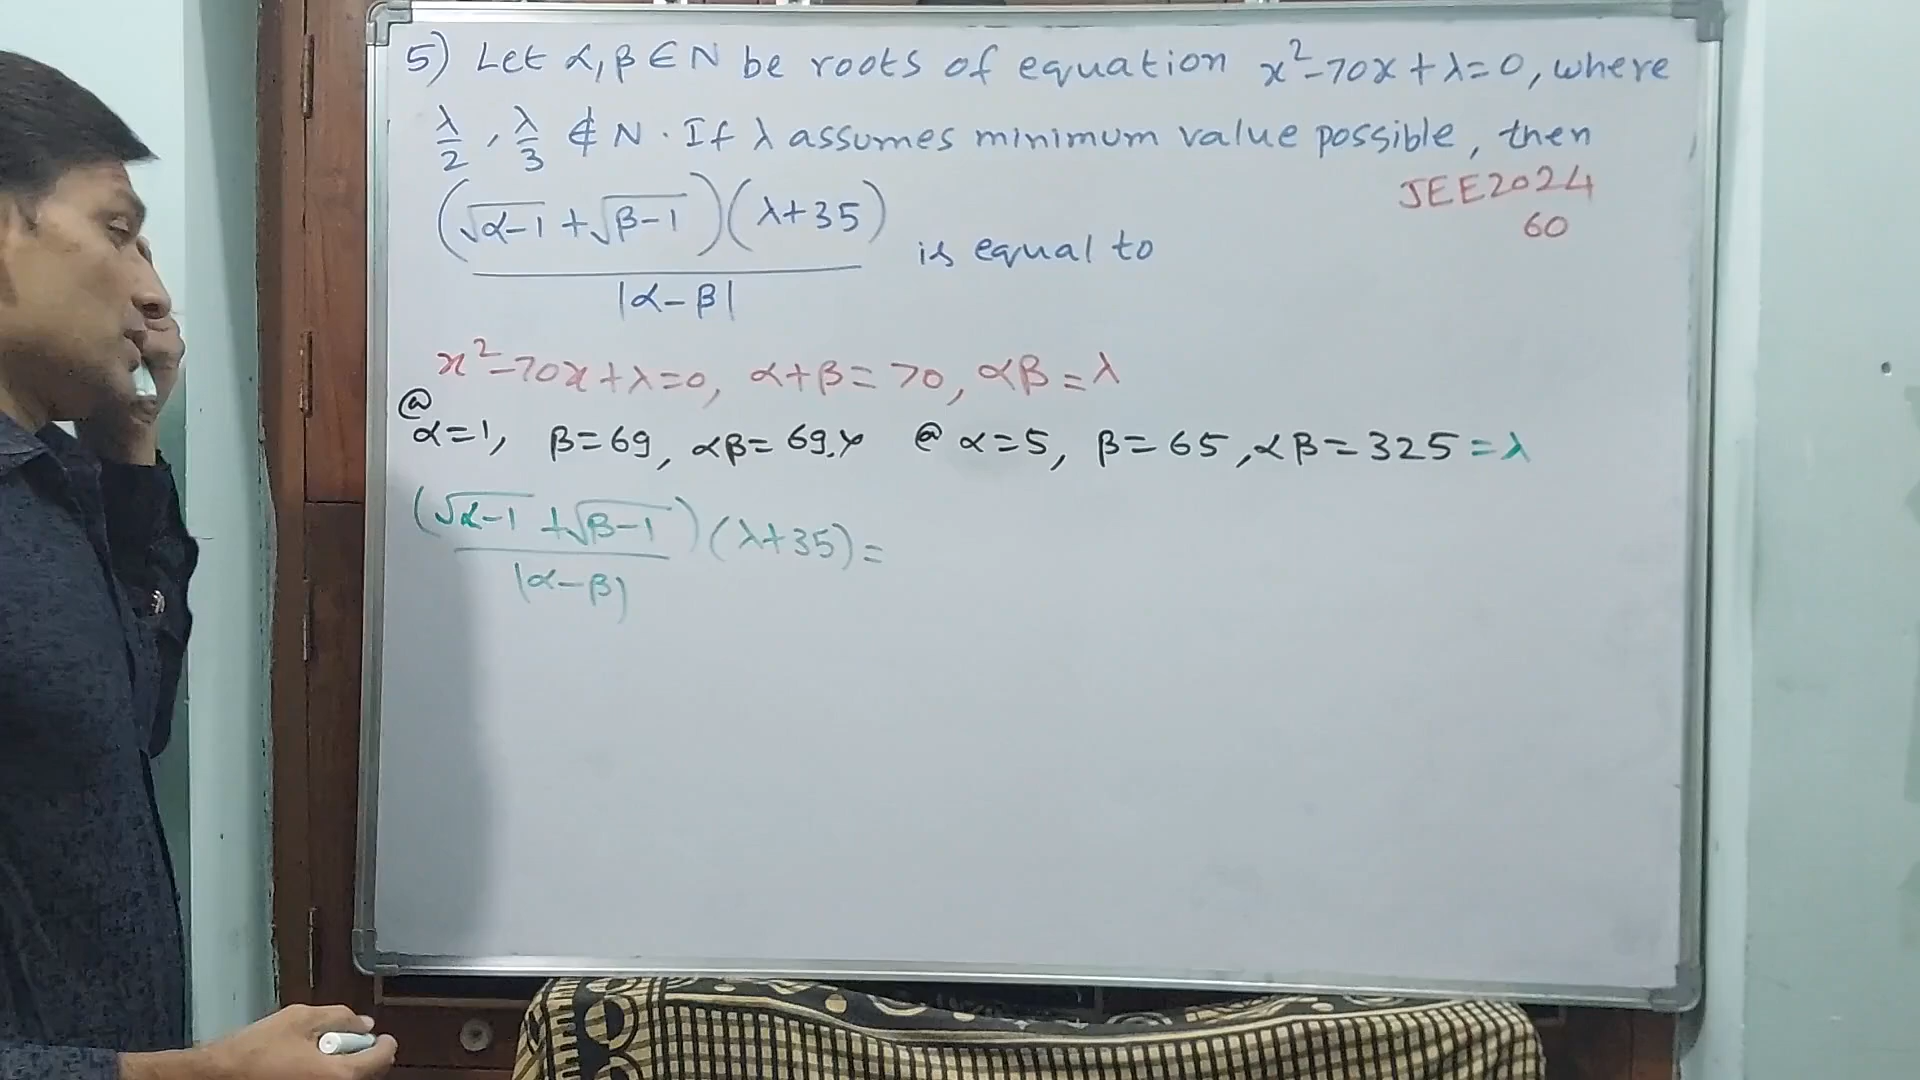 5) Let α, β ∈ N be roots of equation x²-70x+λ=0, where
λ/2, λ/3 ∉ N. If λ assumes minimum value possible, then
(√α-1 + √β-1)(λ+35) / |α-β| is equal to
JEE2024
60
x²-70x+λ=0, α+β=70, αβ=λ
@ α=1, β=69, αβ=69.× @ α=5, β=65, αβ=325=λ
(√α-1 + √β-1) / |α-β| (λ+35)=